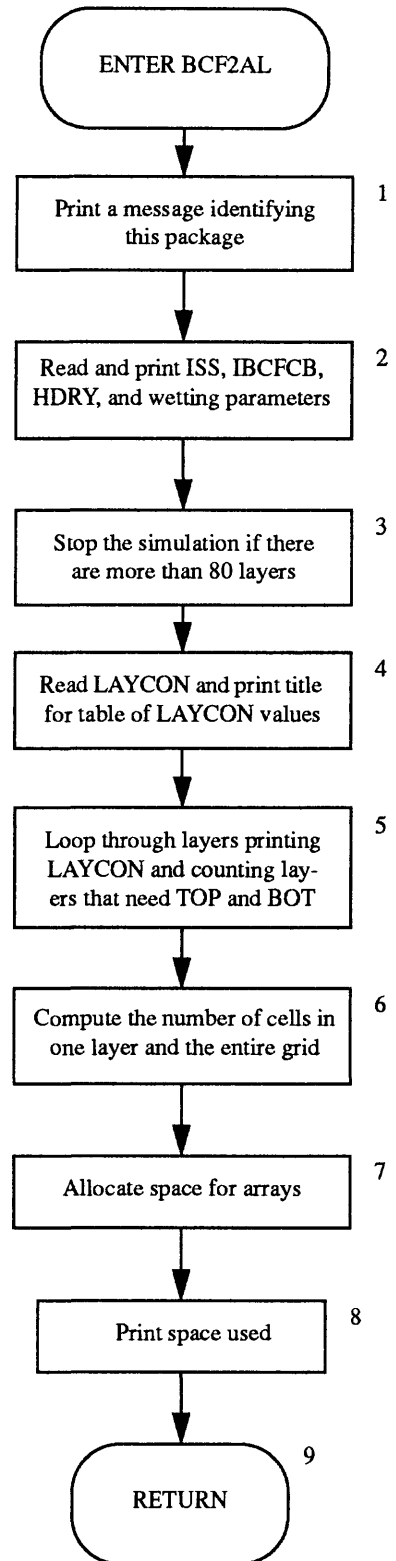 ENTER BCF2AL
1
Print a message identifying
this package
2
Read and print ISS, IBCFCB,
HDRY, and wetting parameters
3
Stop the simulation if there
are more than 80 layers
4
Read LAYCON and print title
for table of LAYCON values
5
Loop through layers printing
LAYCON and counting lay-
ers that need TOP and BOT
6
Compute the number of cells in
one layer and the entire grid
7
Allocate space for arrays
8
Print space used
9
RETURN